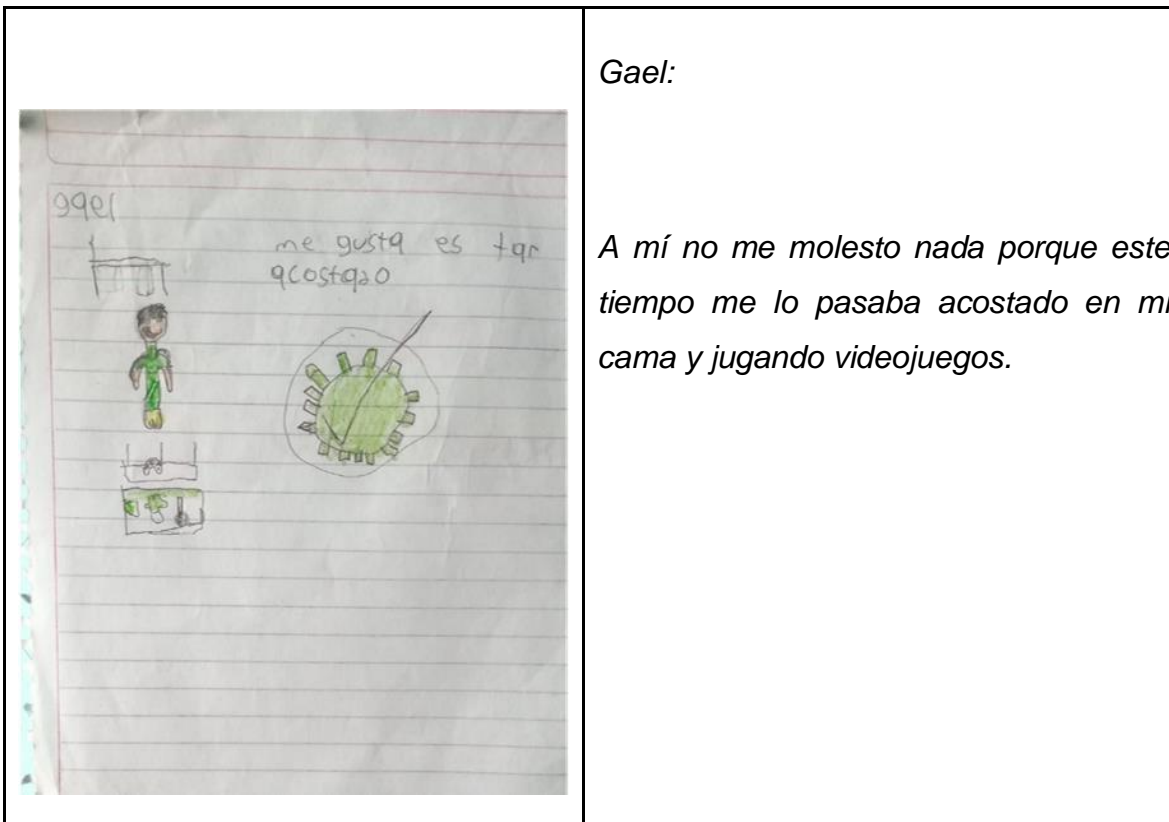 gael
me gusta es tar
acostado
Gael:
A mí no me molesto nada porque este
tiempo me lo pasaba acostado en mi
cama y jugando videojuegos.